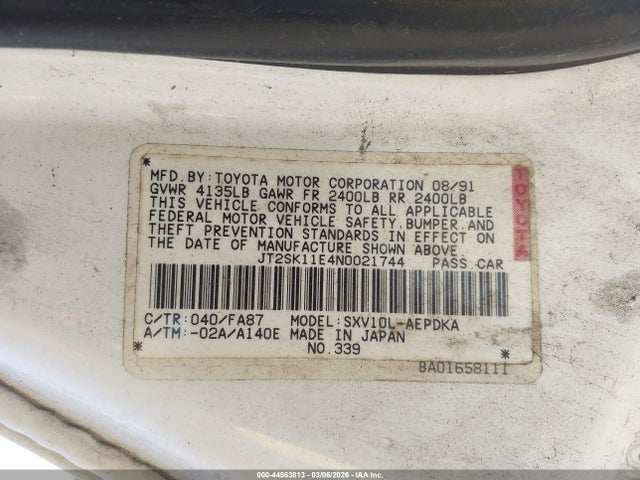 MFD.BY:TOYOTA MOTOR CORPORATION 08/91
GVWR 4135LB GAWR FR 2400LB RR 2400LB
THIS VEHICLE CONFORMS TO ALL APPLICABLE
FEDERAL MOTOR VEHICLE SAFETY,BUMPER,AND
THEFT PREVENTION STANDARDS IN EFFECT ON
THE DATE OF MANUFACTURE SHOWN ABOVE.
JT2SK11E4N0021744 PASS.CAR
TOYOTA
C/TR:040/FA87 MODEL:SXV10L-AEPDKA
A/TM:-02A/A140E MADE IN JAPAN
NO.339
BA01658111
000-44563813 - 03/06/2026 - IAAI.COM